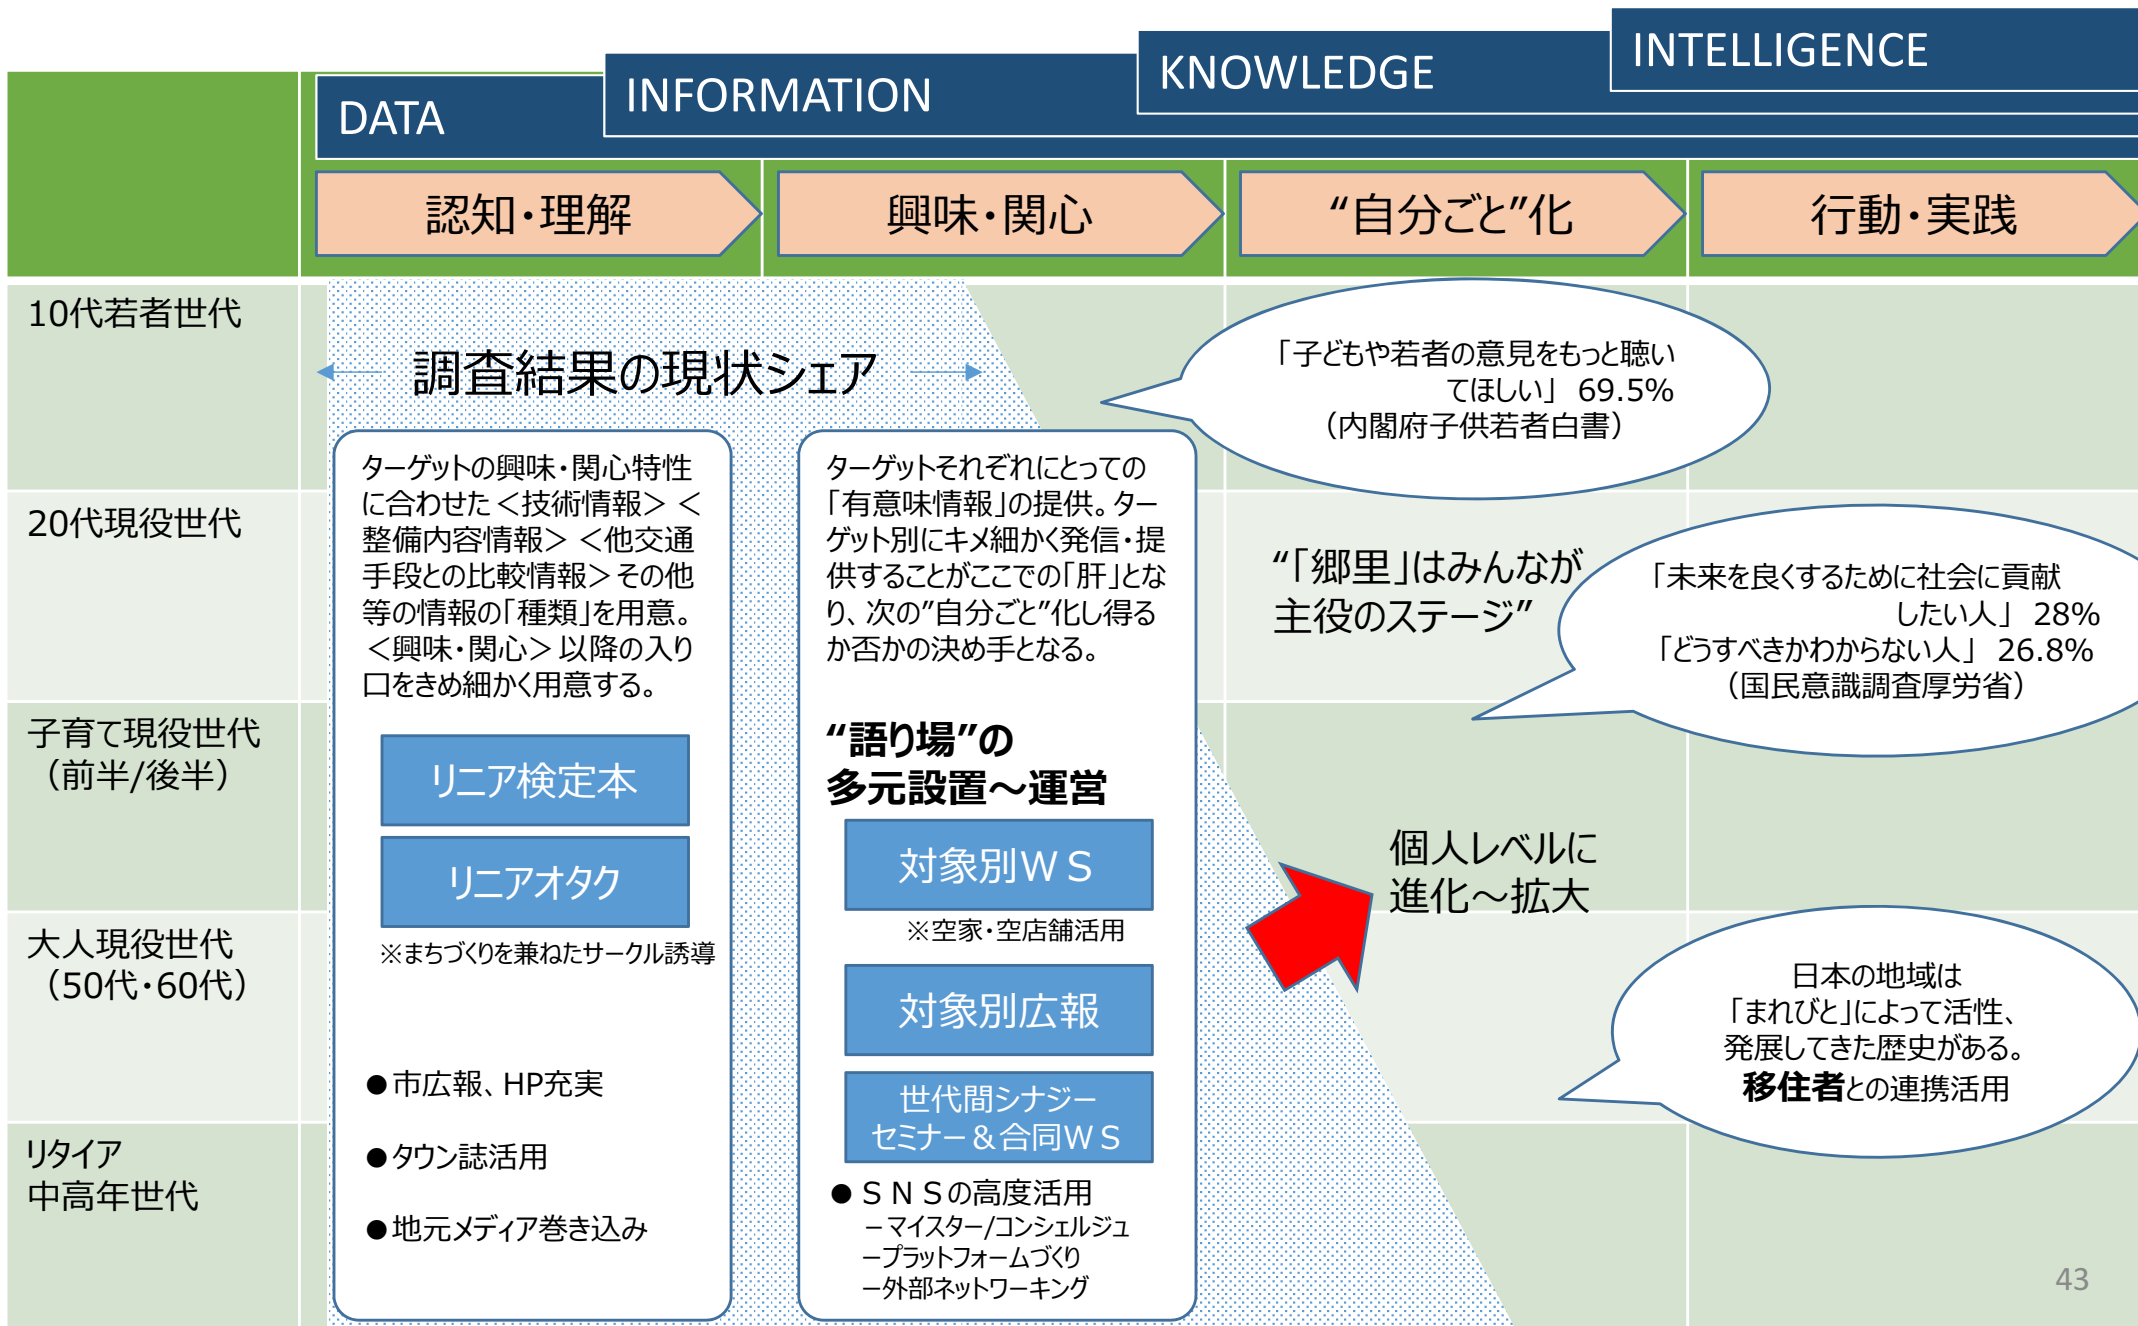 DATA
INFORMATION
KNOWLEDGE
INTELLIGENCE
認知・理解
興味・関心
“自分ごと”化
行動・実践
10代若者世代
20代現役世代
子育て現役世代
（前半/後半）
大人現役世代
（50代・60代）
リタイア
中高年世代
調査結果の現状シェア
ターゲットの興味・関心特性
に合わせた＜技術情報＞＜
整備内容情報＞＜他交通
手段との比較情報＞その他
等の情報の「種類」を用意。
＜興味・関心＞以降の入り
口をきめ細かく用意する。
リニア検定本
リニアオタク
※まちづくりを兼ねたサークル誘導
●市広報、HP充実
●タウン誌活用
●地元メディア巻き込み
ターゲットそれぞれにとっての
「有意味情報」の提供。ター
ゲット別にキメ細かく発信・提
供することがここでの「肝」とな
り、次の”自分ごと”化し得る
か否かの決め手となる。
“語り場”の
多元設置～運営
対象別ＷＳ
※空家・空店舗活用
対象別広報
世代間シナジー
セミナー＆合同ＷＳ
●ＳＮＳの高度活用
－マイスター/コンシェルジュ
－プラットフォームづくり
－外部ネットワーキング
「子どもや若者の意見をもっと聴い
てほしい」 69.5%
（内閣府子供若者白書）
“「郷里」はみんなが
主役のステージ”
「未来を良くするために社会に貢献
したい人」 28%
「どうすべきかわからない人」 26.8%
（国民意識調査厚労省）
個人レベルに
進化～拡大
日本の地域は
「まれびと」によって活性、
発展してきた歴史がある。
移住者との連携活用
43